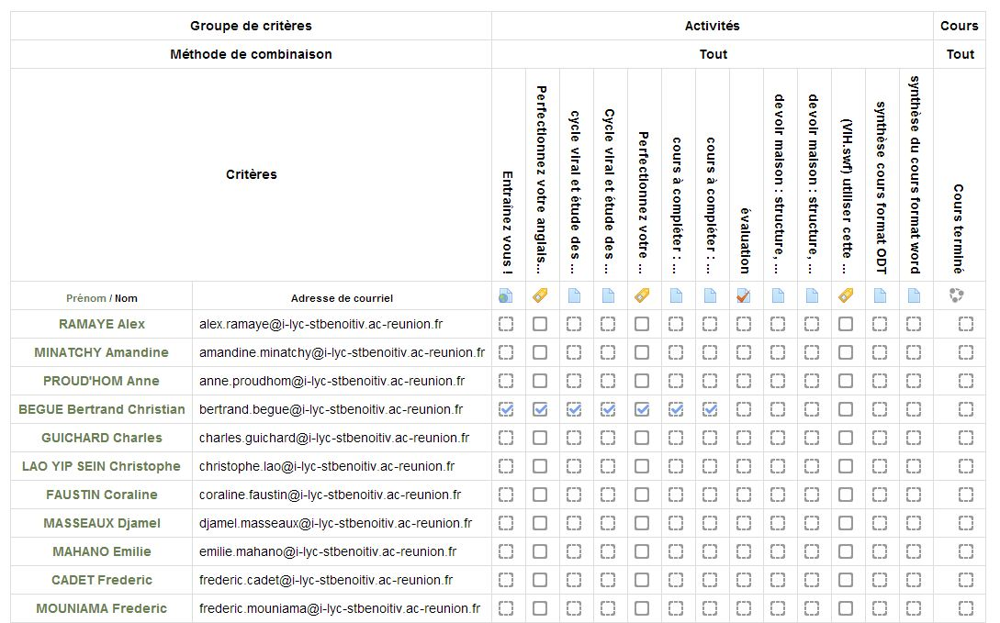 Groupe de critères Activités Cours
Méthode de combinaison Tout Tout
Critères
Entraînez vous !
Perfectionnez votre anglais...
cycle viral et étude des ...
Cycle viral et étude des ...
Perfectionnez votre ...
cours à compléter : ...
cours à compléter : ...
évaluation
devoir maison : structure, ...
devoir maison : structure, ...
(VIH.swf) utiliser cette ...
synthèse cours format ODT
synthèse du cours format word
Cours terminé
Prénom / Nom Adresse de courriel
RAMAYE Alex alex.ramaye@i-lyc-stbenoitiv.ac-reunion.fr
MINATCHY Amandine amandine.minatchy@i-lyc-stbenoitiv.ac-reunion.fr
PROUD'HOM Anne anne.proudhom@i-lyc-stbenoitiv.ac-reunion.fr
BEGUE Bertrand Christian bertrand.begue@i-lyc-stbenoitiv.ac-reunion.fr
GUICHARD Charles charles.guichard@i-lyc-stbenoitiv.ac-reunion.fr
LAO YIP SEIN Christophe christophe.lao@i-lyc-stbenoitiv.ac-reunion.fr
FAUSTIN Coraline coraline.faustin@i-lyc-stbenoitiv.ac-reunion.fr
MASSEAUX Djamel djamel.masseaux@i-lyc-stbenoitiv.ac-reunion.fr
MAHANO Emilie emilie.mahano@i-lyc-stbenoitiv.ac-reunion.fr
CADET Frederic frederic.cadet@i-lyc-stbenoitiv.ac-reunion.fr
MOUNIAMA Frederic frederic.mouniama@i-lyc-stbenoitiv.ac-reunion.fr